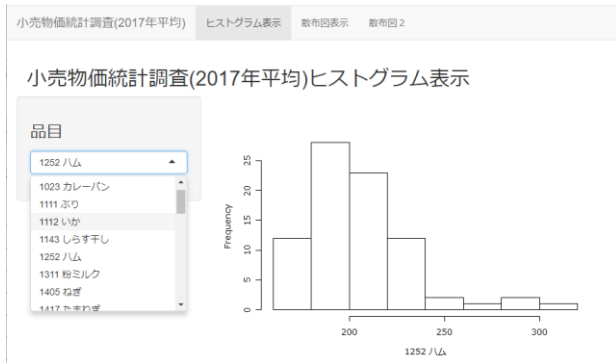 小売物価統計調査(2017年平均) ヒストグラム表示 散布図表示 散布図２
小売物価統計調査(2017年平均)ヒストグラム表示
品目
1252 ハム
1023 カレーパン
1111 ぶり
1112 いか
1143 しらす干し
1252 ハム
1311 粉ミルク
1405 ねぎ
1417 たまねぎ
Frequency
25
20
15
10
5
0
200 250 300
1252 ハム